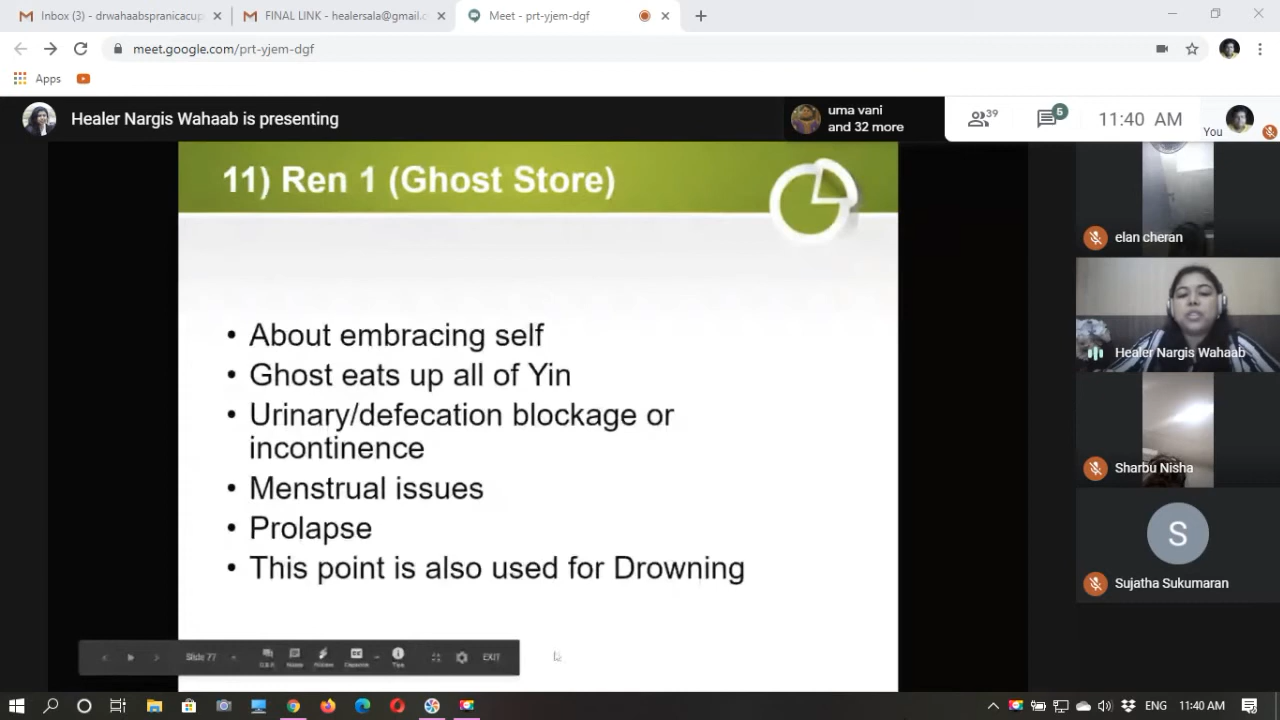 Inbox (3) - drwahaabspranicacup
FINAL LINK - healersala@gmail.c
Meet - prt-yjem-dgf
meet.google.com/prt-yjem-dgf
Apps
Healer Nargis Wahaab is presenting
uma vani
and 32 more
39
5
11:40 AM
You
11) Ren 1 (Ghost Store)
• About embracing self
• Ghost eats up all of Yin
• Urinary/defecation blockage or
incontinence
• Menstrual issues
• Prolapse
• This point is also used for Drowning
elan cheran
Healer Nargis Wahaab
Sharbu Nisha
S
Sujatha Sukumaran
Slide 77
Q & A
Notes
Pointer
Captions
Tips
EXIT
ENG
11:40 AM